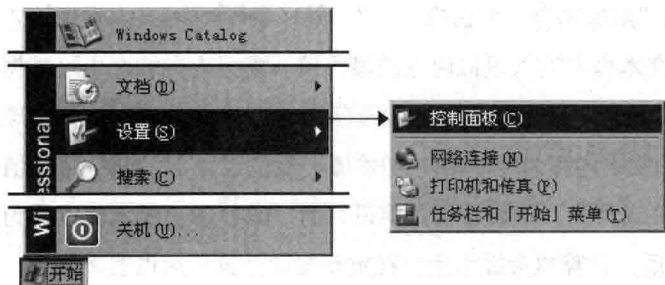 Windows Catalog
文档(D)
设置(S)
搜索(C)
关机(U)...
开始
控制面板(C)
网络连接(N)
打印机和传真(P)
任务栏和「开始」菜单(T)